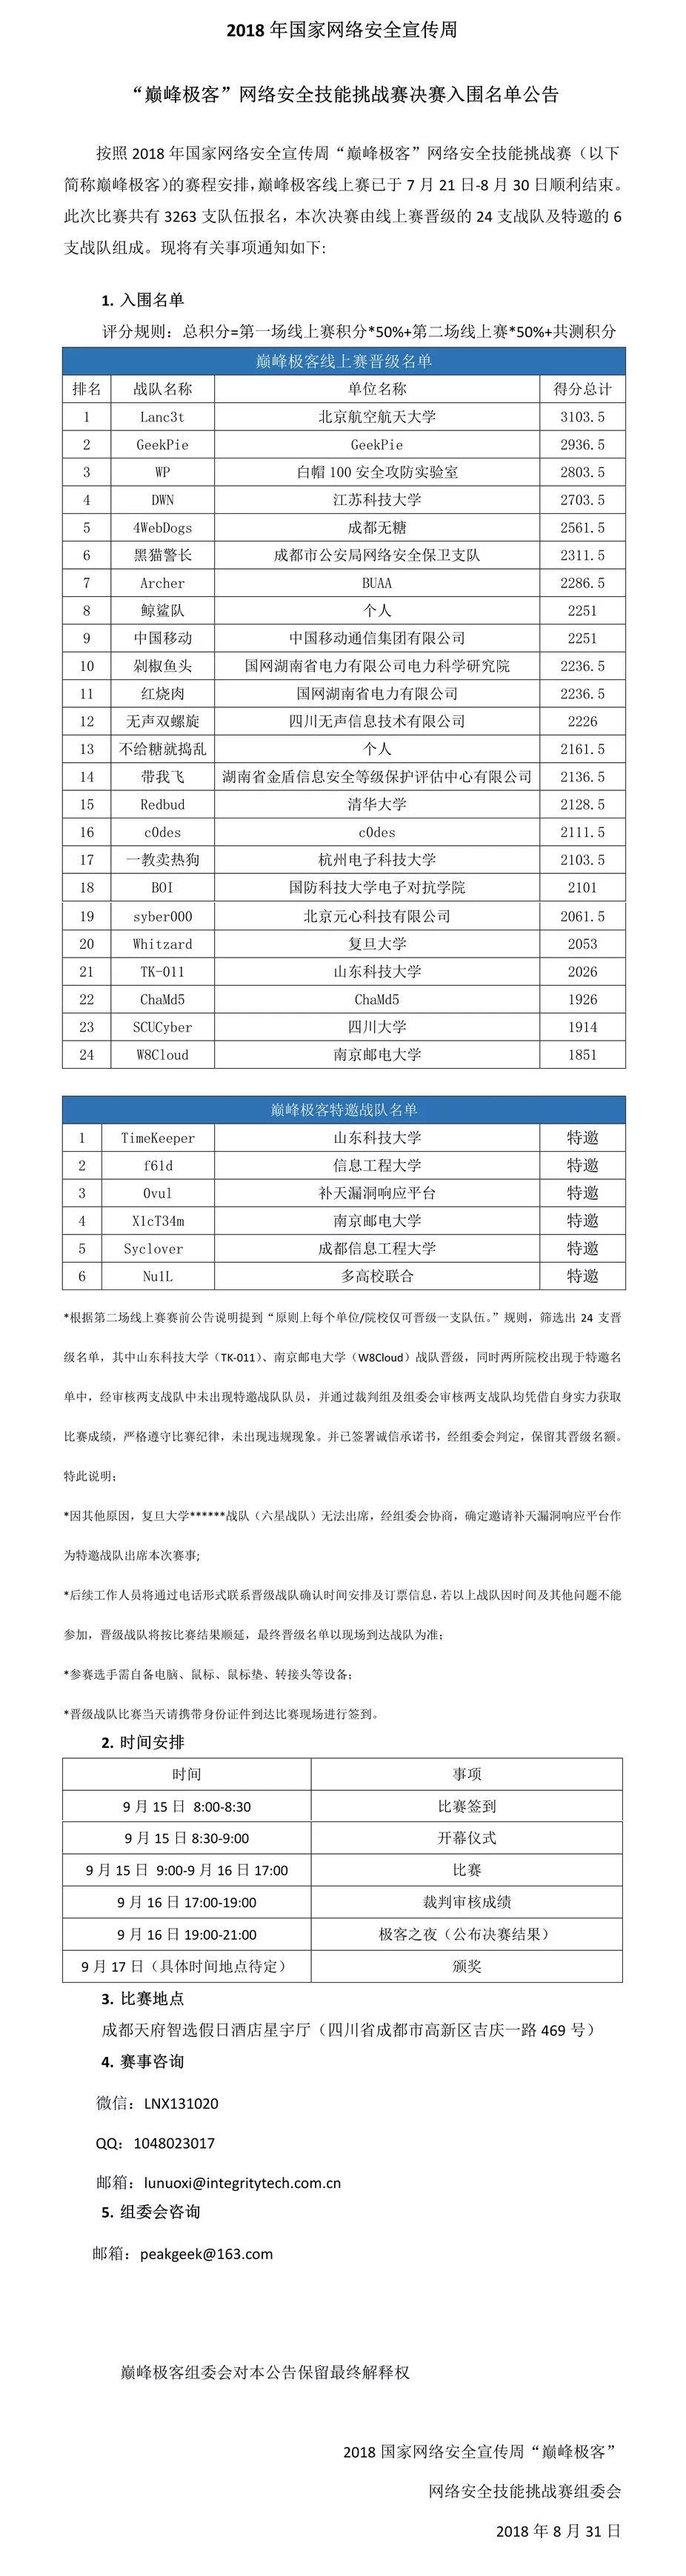 2018 年国家网络安全宣传周
“巅峰极客”网络安全技能挑战赛决赛入围名单公告
按照 2018 年国家网络安全宣传周“巅峰极客”网络安全技能挑战赛（以下
简称巅峰极客）的赛程安排，巅峰极客线上赛已于 7 月 21 日-8 月 30 日顺利结束。
此次比赛共有 3263 支队伍报名，本次决赛由线上赛晋级的 24 支战队及特邀的 6
支战队组成。现将有关事项通知如下：
1. 入围名单
评分规则：总积分=第一场线上赛积分*50%+第二场线上赛*50%+共测积分
巅峰极客线上赛晋级名单
排名 战队名称 单位名称 得分总计
1 Lanc3t 北京航空航天大学 3103.5
2 GeekPie GeekPie 2936.5
3 WP 白帽 100 安全攻防实验室 2803.5
4 DWN 江苏科技大学 2703.5
5 4WebDogs 成都无糖 2561.5
6 黑猫警长 成都市公安局网络安全保卫支队 2311.5
7 Archer BUAA 2286.5
8 鲸鲨队 个人 2251
9 中国移动 中国移动通信集团有限公司 2251
10 剁椒鱼头 国网湖南省电力有限公司电力科学研究院 2236.5
11 红烧肉 国网湖南省电力有限公司 2236.5
12 无声双螺旋 四川无声信息技术有限公司 2226
13 不给糖就捣乱 个人 2161.5
14 带我飞 湖南省金盾信息安全等级保护评估中心有限公司 2136.5
15 Redbud 清华大学 2128.5
16 c0des c0des 2111.5
17 一教卖热狗 杭州电子科技大学 2103.5
18 BOI 国防科技大学电子对抗学院 2101
19 syber000 北京元心科技有限公司 2061.5
20 Whitzard 复旦大学 2053
21 TK-011 山东科技大学 2026
22 ChaMd5 ChaMd5 1926
23 SCUCyber 四川大学 1914
24 W8Cloud 南京邮电大学 1851
巅峰极客特邀战队名单
1 TimeKeeper 山东科技大学 特邀
2 f61d 信息工程大学 特邀
3 0vul 补天漏洞响应平台 特邀
4 X1cT34m 南京邮电大学 特邀
5 Syclover 成都信息工程大学 特邀
6 Nu1L 多高校联合 特邀
*根据第二场线上赛赛前公告说明提到“原则上每个单位/院校仅可晋级一支队伍。”规则，筛选出 24 支晋
级名单，其中山东科技大学（TK-011）、南京邮电大学（W8Cloud）战队晋级，同时两所院校出现于特邀名
单中，经审核两支战队中未出现特邀战队队员，并通过裁判组及组委会审核两支战队均凭借自身实力获取
比赛成绩，严格遵守比赛纪律，未出现违规现象。并已签署诚信承诺书，经组委会判定，保留其晋级名额。
特此说明；
*因其他原因，复旦大学******战队（六星战队）无法出席，经组委会协商，确定邀请补天漏洞响应平台作
为特邀战队出席本次赛事;
*后续工作人员将通过电话形式联系晋级战队确认时间安排及订票信息，若以上战队因时间及其他问题不能
参加，晋级战队将按比赛结果顺延，最终晋级名单以现场到达战队为准；
*参赛选手需自备电脑、鼠标、鼠标垫、转接头等设备；
*晋级战队比赛当天请携带身份证件到达比赛现场进行签到。
2. 时间安排
时间 事项
9 月 15 日 8:00-8:30 比赛签到
9 月 15 日 8:30-9:00 开幕仪式
9 月 15 日 9:00-9 月 16 日 17:00 比赛
9 月 16 日 17:00-19:00 裁判审核成绩
9 月 16 日 19:00-21:00 极客之夜（公布决赛结果）
9 月 17 日（具体时间地点待定） 颁奖
3. 比赛地点
成都天府智选假日酒店星宇厅（四川省成都市高新区吉庆一路 469 号）
4. 赛事咨询
微信：LNX131020
QQ：1048023017
邮箱：lunuoxi@integritytech.com.cn
5. 组委会咨询
邮箱：peakgeek@163.com
巅峰极客组委会对本公告保留最终解释权
2018 国家网络安全宣传周“巅峰极客”
网络安全技能挑战赛组委会
2018 年 8 月 31 日